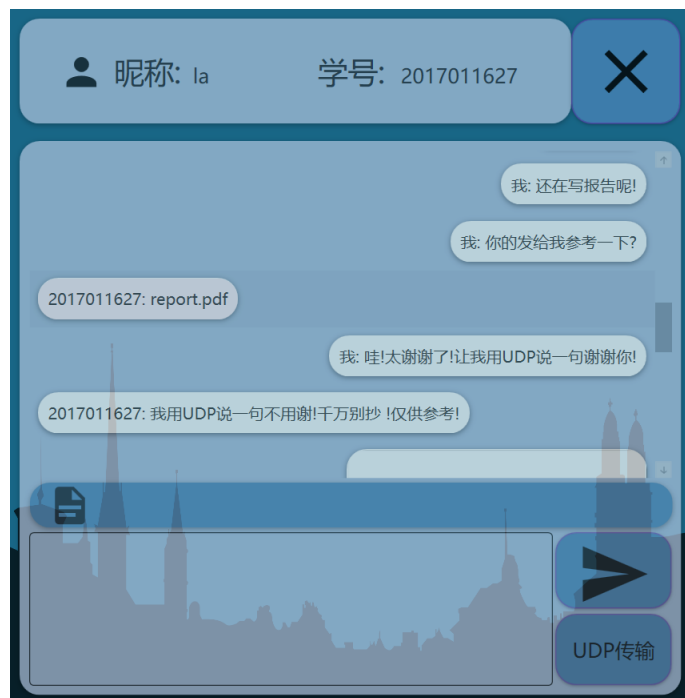 昵称: la 学号: 2017011627
我: 还在写报告呢!
我: 你的发给我参考一下?
2017011627: report.pdf
我: 哇!太谢谢了!让我用UDP说一句谢谢你!
2017011627: 我用UDP说一句不用谢!千万别抄 !仅供参考!
UDP传输